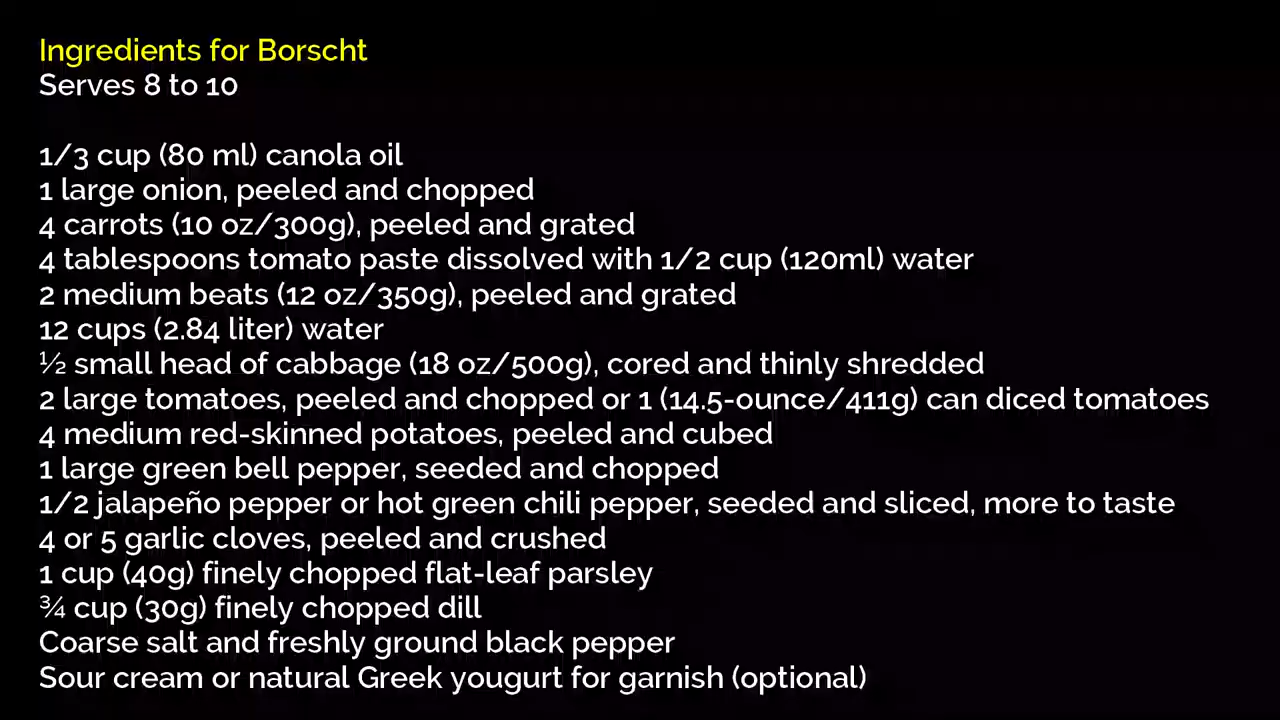 Ingredients for Borscht
Serves 8 to 10
1/3 cup (80 ml) canola oil
1 large onion, peeled and chopped
4 carrots (10 oz/300g), peeled and grated
4 tablespoons tomato paste dissolved with 1/2 cup (120ml) water
2 medium beats (12 oz/350g), peeled and grated
12 cups (2.84 liter) water
½ small head of cabbage (18 oz/500g), cored and thinly shredded
2 large tomatoes, peeled and chopped or 1 (14.5-ounce/411g) can diced tomatoes
4 medium red-skinned potatoes, peeled and cubed
1 large green bell pepper, seeded and chopped
1/2 jalapeño pepper or hot green chili pepper, seeded and sliced, more to taste
4 or 5 garlic cloves, peeled and crushed
1 cup (40g) finely chopped flat-leaf parsley
¾ cup (30g) finely chopped dill
Coarse salt and freshly ground black pepper
Sour cream or natural Greek yougurt for garnish (optional)